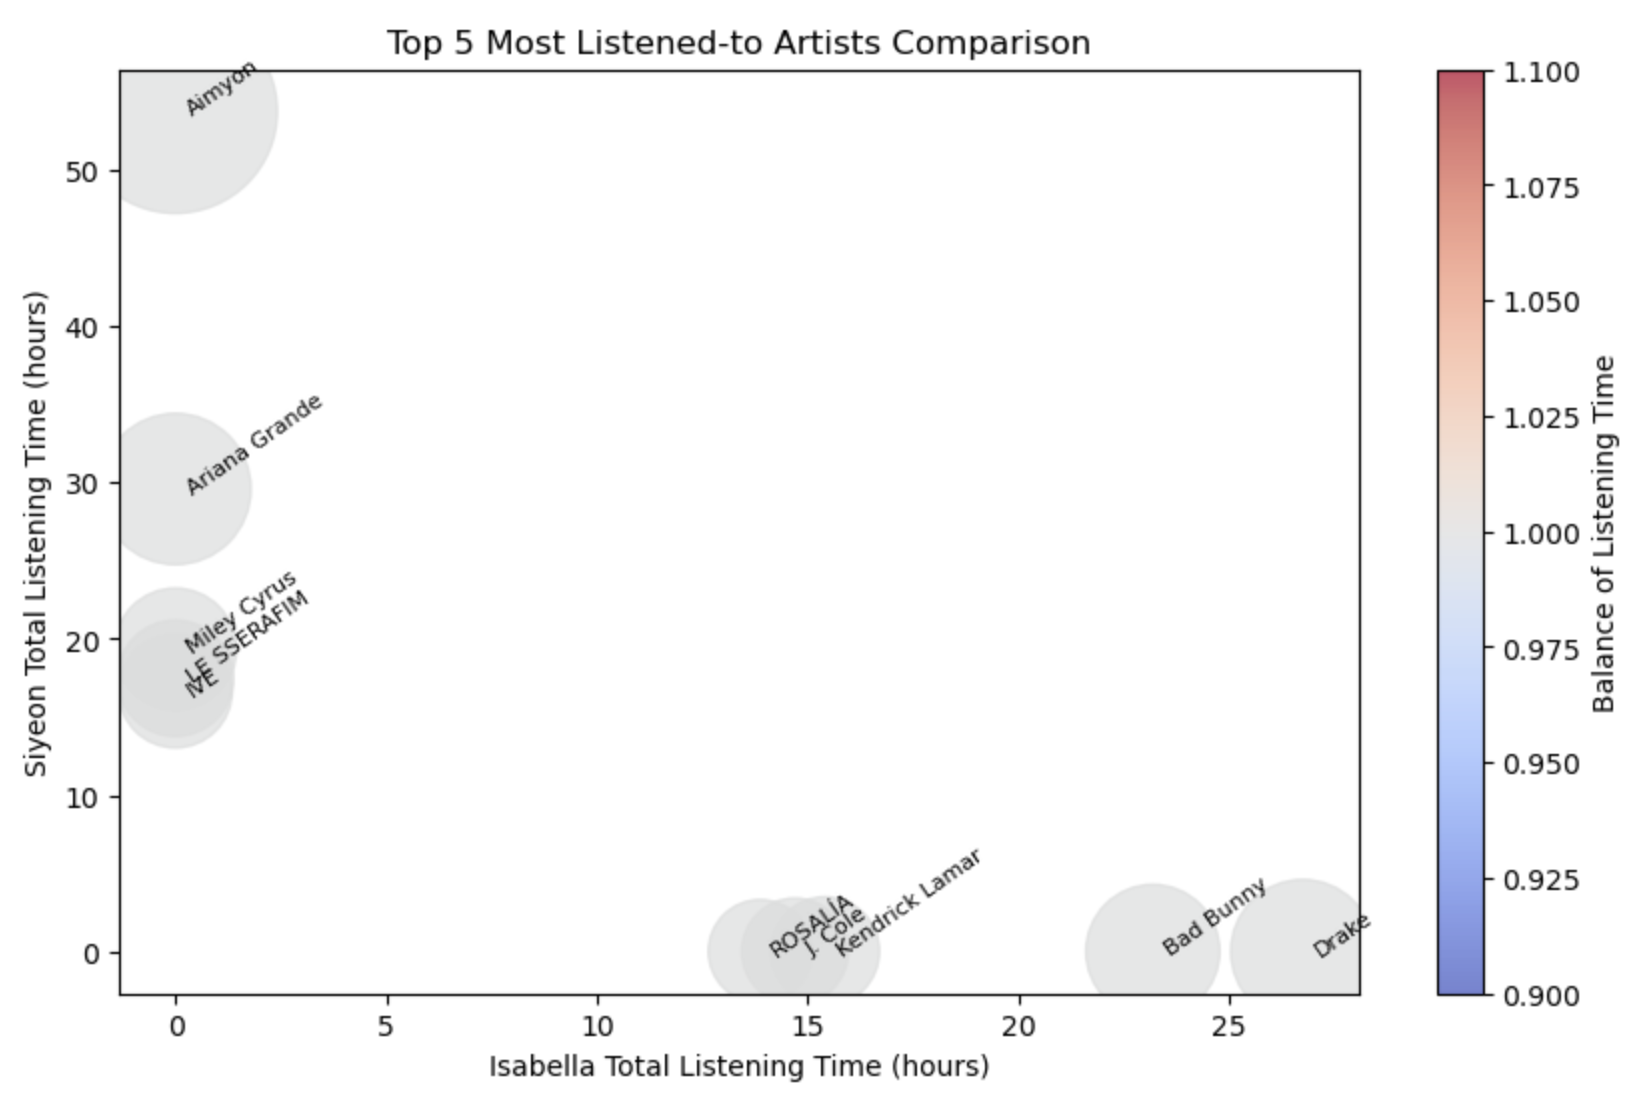 Top 5 Most Listened-to Artists Comparison
Aimyon
Ariana Grande
Miley Cyrus
LE SSERAFIM
IVE
ROSALÍA
J. Cole
Kendrick Lamar
Bad Bunny
Drake
50
40
30
20
10
0
Siyeon Total Listening Time (hours)
0 5 10 15 20 25
Isabella Total Listening Time (hours)
1.100
1.075
1.050
1.025
1.000
0.975
0.950
0.925
0.900
Balance of Listening Time